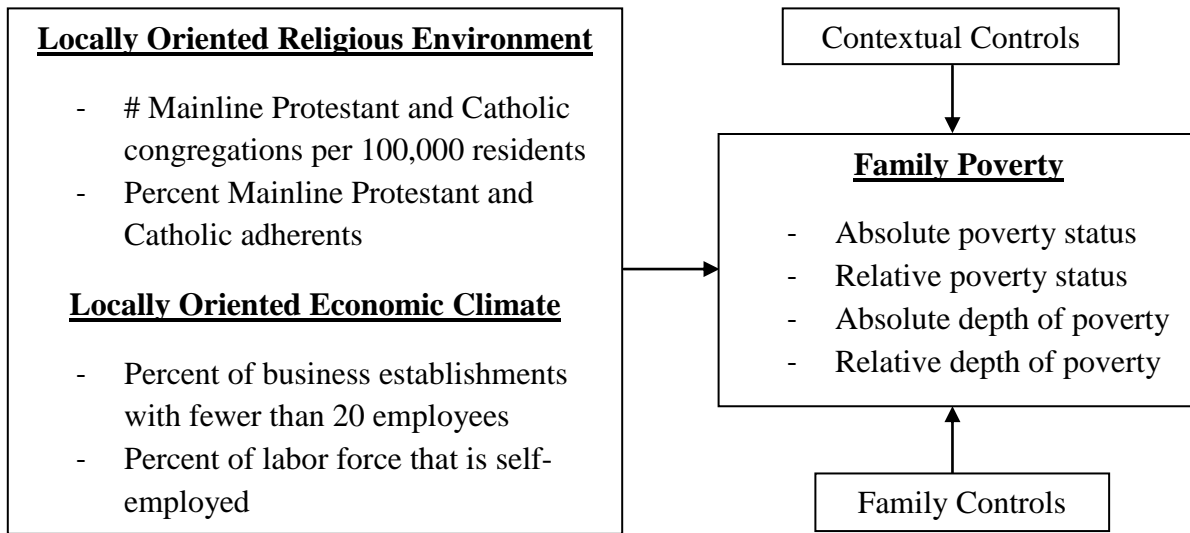 Locally Oriented Religious Environment
- # Mainline Protestant and Catholic
congregations per 100,000 residents
- Percent Mainline Protestant and
Catholic adherents
Locally Oriented Economic Climate
- Percent of business establishments
with fewer than 20 employees
- Percent of labor force that is self-
employed
Contextual Controls
Family Poverty
- Absolute poverty status
- Relative poverty status
- Absolute depth of poverty
- Relative depth of poverty
Family Controls